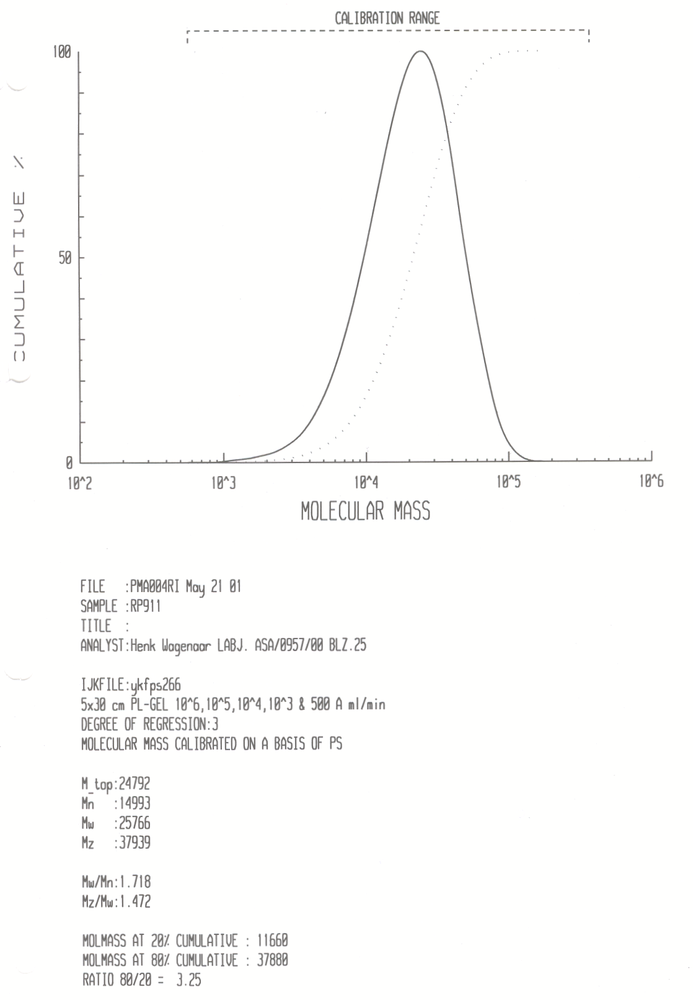 CALIBRATION RANGE
100
50
0
CUMULATIVE %
10^2 10^3 10^4 10^5 10^6
MOLECULAR MASS
FILE :PMA004RI May 21 01
SAMPLE :RP911
TITLE :
ANALYST:Henk Wagenaar LABJ. ASA/0957/00 BLZ.25
IJKFILE:ykfps266
5x30 cm PL-GEL 10^6,10^5,10^4,10^3 & 500 A ml/min
DEGREE OF REGRESSION:3
MOLECULAR MASS CALIBRATED ON A BASIS OF PS
M_top:24792
Mn :14993
Mw :25766
Mz :37939
Mw/Mn:1.718
Mz/Mw:1.472
MOLMASS AT 20% CUMULATIVE : 11660
MOLMASS AT 80% CUMULATIVE : 37880
RATIO 80/20 = 3.25